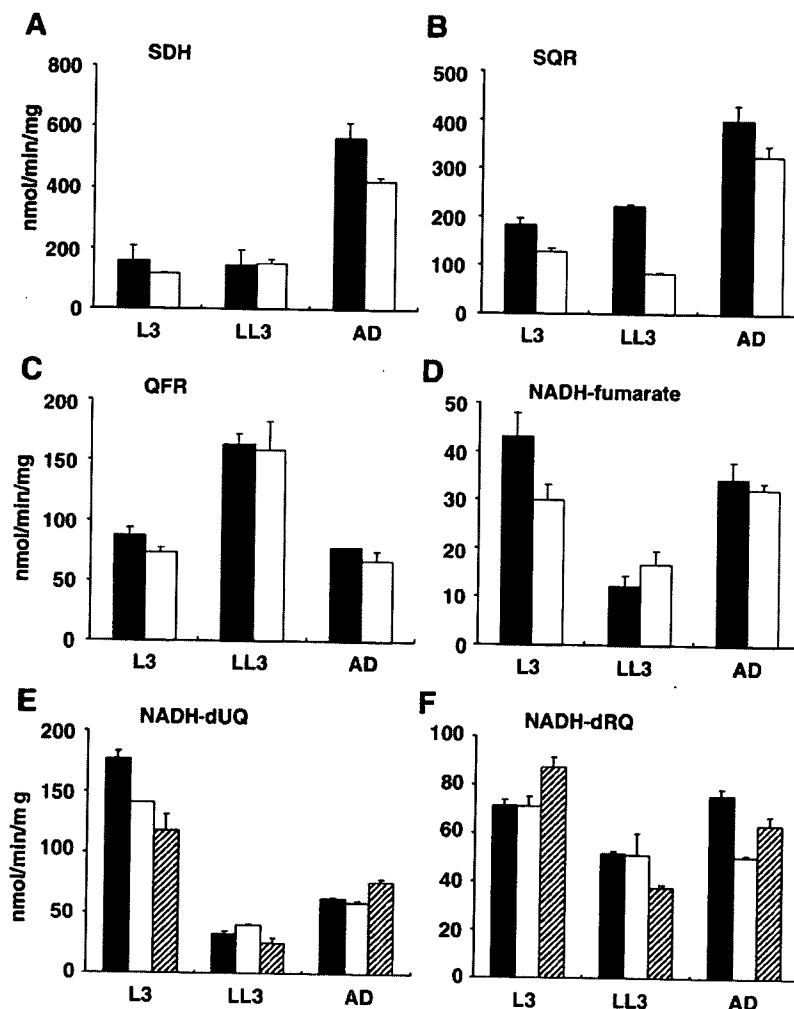 A
SDH
800
600
400
200
0
nmol/min/mg
L3
LL3
AD
B
SQR
500
400
300
200
100
0
L3
LL3
AD
C
QFR
200
150
100
50
0
nmol/min/mg
L3
LL3
AD
D
NADH-fumarate
50
40
30
20
10
0
L3
LL3
AD
E
NADH-dUQ
200
150
100
50
0
nmol/min/m g
L3
LL3
AD
F
NADH-dRQ
100
80
60
40
20
0
L3
LL3
AD